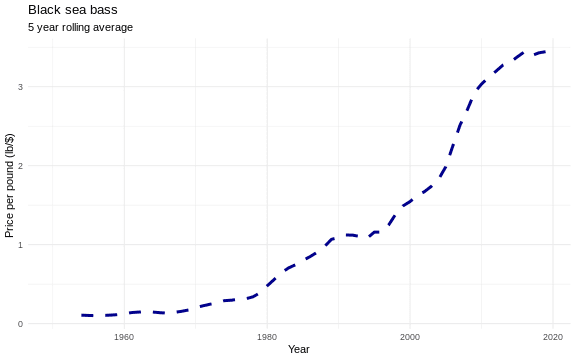 Black sea bass
5 year rolling average
Price per pound (lb/$)
3
2
1
0
1960
1980
2000
2020
Year